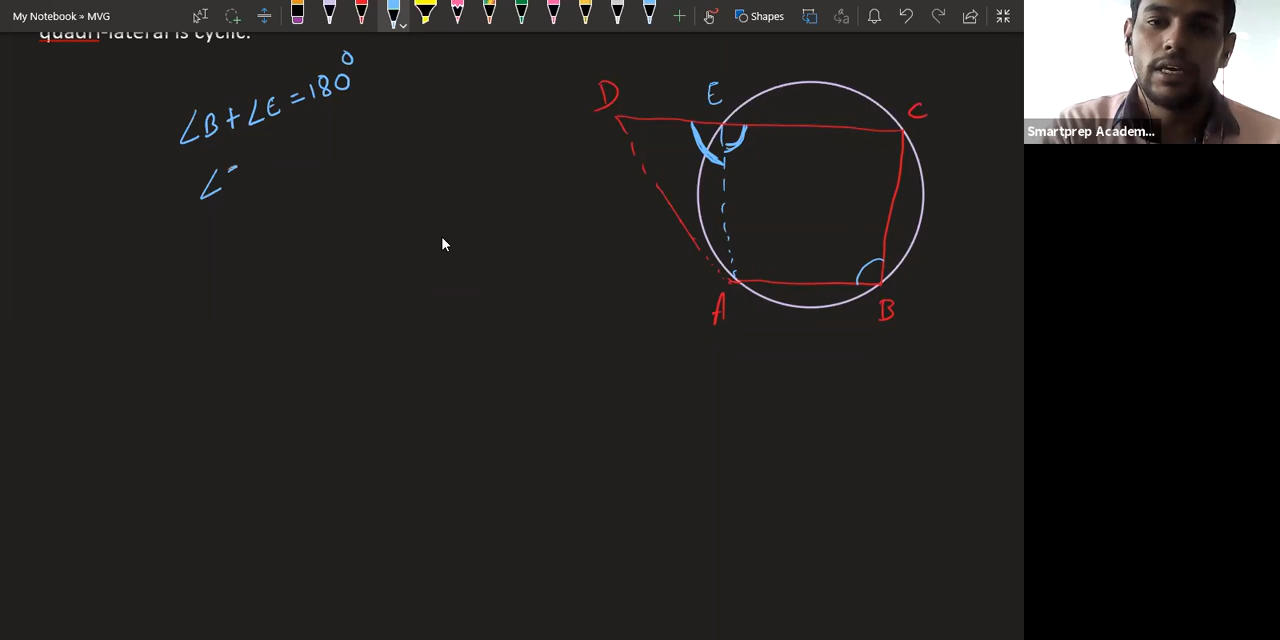 My Notebook » MVG
Shapes
quadri-lateral is cyclic.
∠B + ∠E = 180°
∠
D
E
C
A
B
Smartprep Academ...